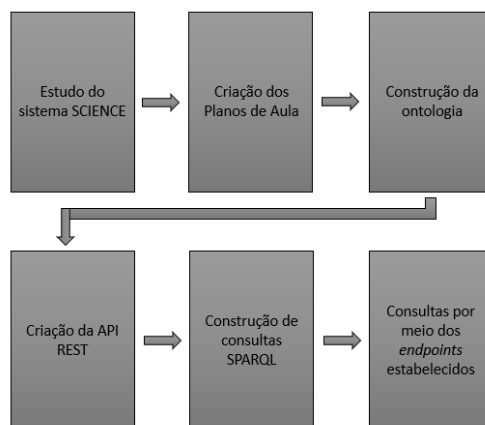 Estudo do
sistema SCIENCE
Criação dos
Planos de Aula
Construção da
ontologia
Criação da API
REST
Construção de
consultas
SPARQL
Consultas por
meio dos
endpoints
estabelecidos